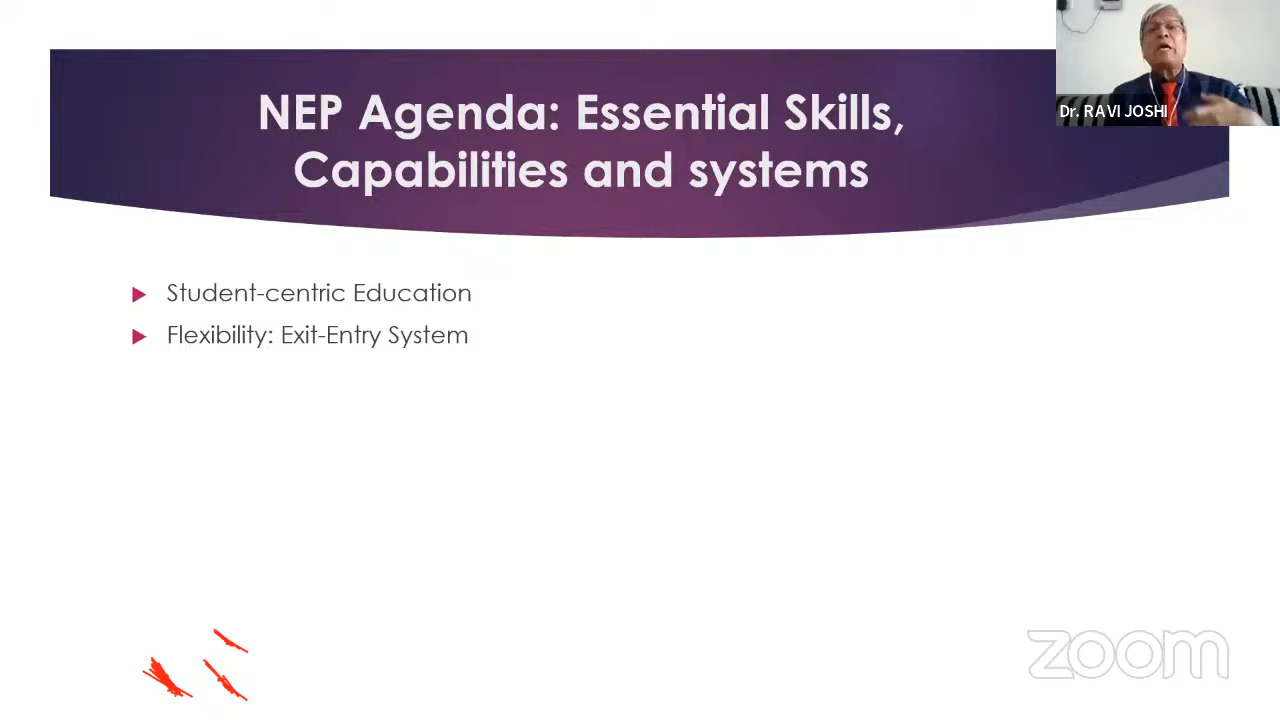 NEP Agenda: Essential Skills,
Capabilities and systems
Dr. RAVI JOSHI
Student-centric Education
Flexibility: Exit-Entry System
zoom